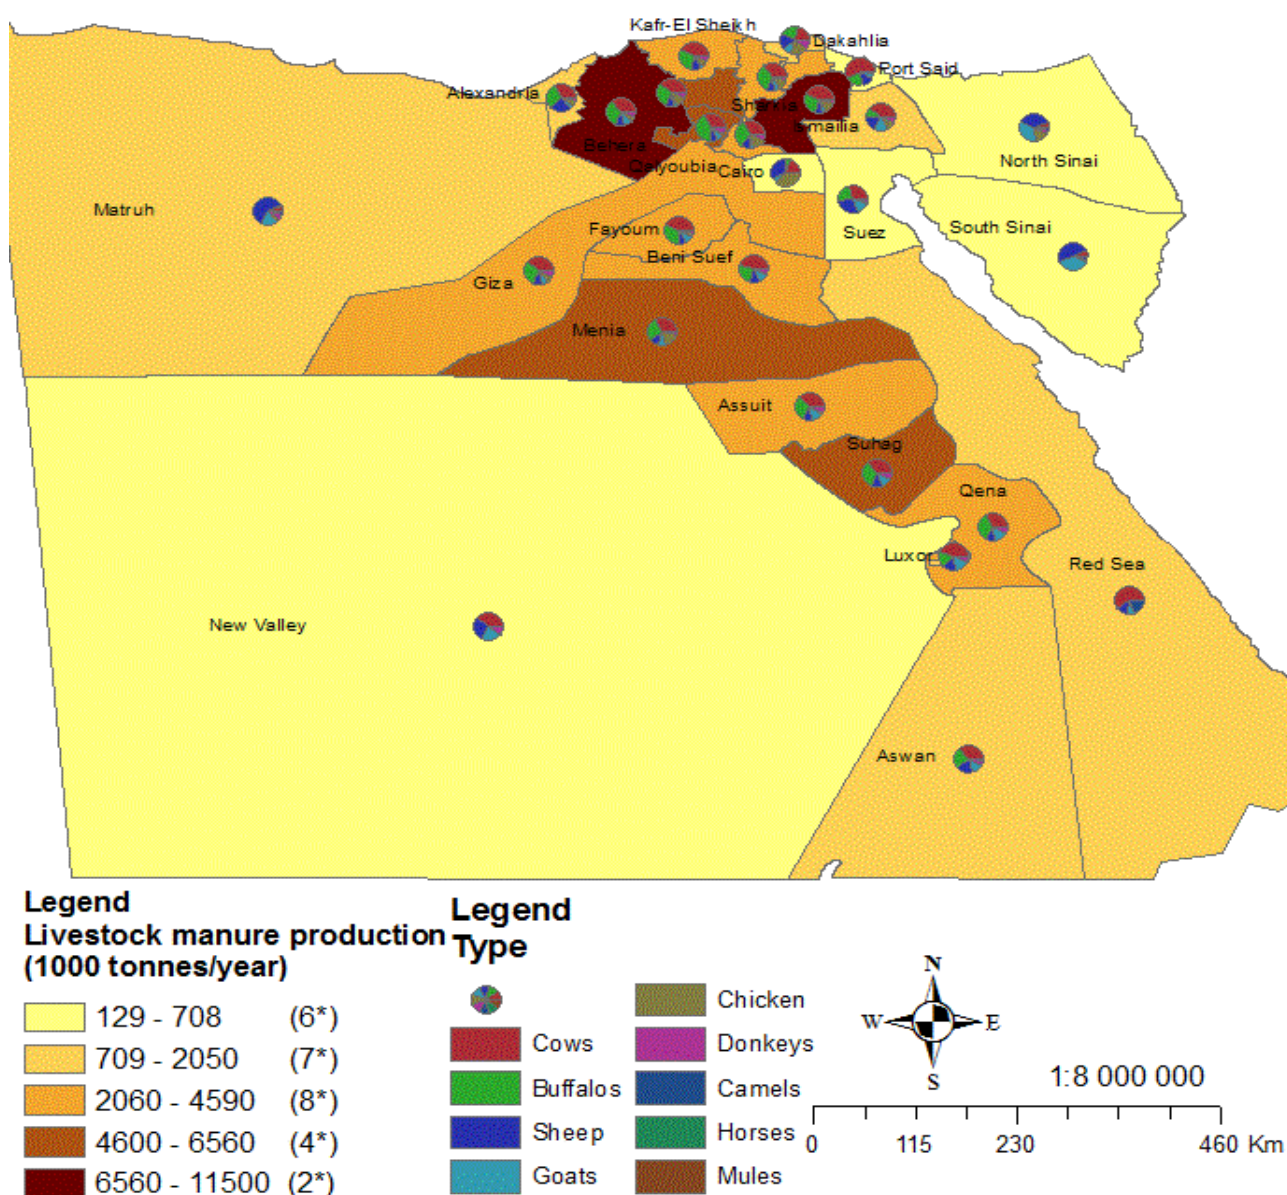 Kafr-El Sheikh
Dakahlia
Port Said
Alexandria
Sharkia
Ismailia
Behera
Qalyoubia
Cairo
North Sinai
Matruh
South Sinai
Fayoum
Suez
Beni Suef
Giza
Menia
Assuit
Suhag
Qena
Luxor
Red Sea
New Valley
Aswan
Legend
Livestock manure production
(1000 tonnes/year)
129 - 708 (6*)
709 - 2050 (7*)
2060 - 4590 (8*)
4600 - 6560 (4*)
6560 - 11500 (2*)
Legend
Type
Cows
Buffalos
Sheep
Goats
Chicken
Donkeys
Camels
Horses
Mules
N
W E
S
1:8 000 000
0 115 230 460 Km